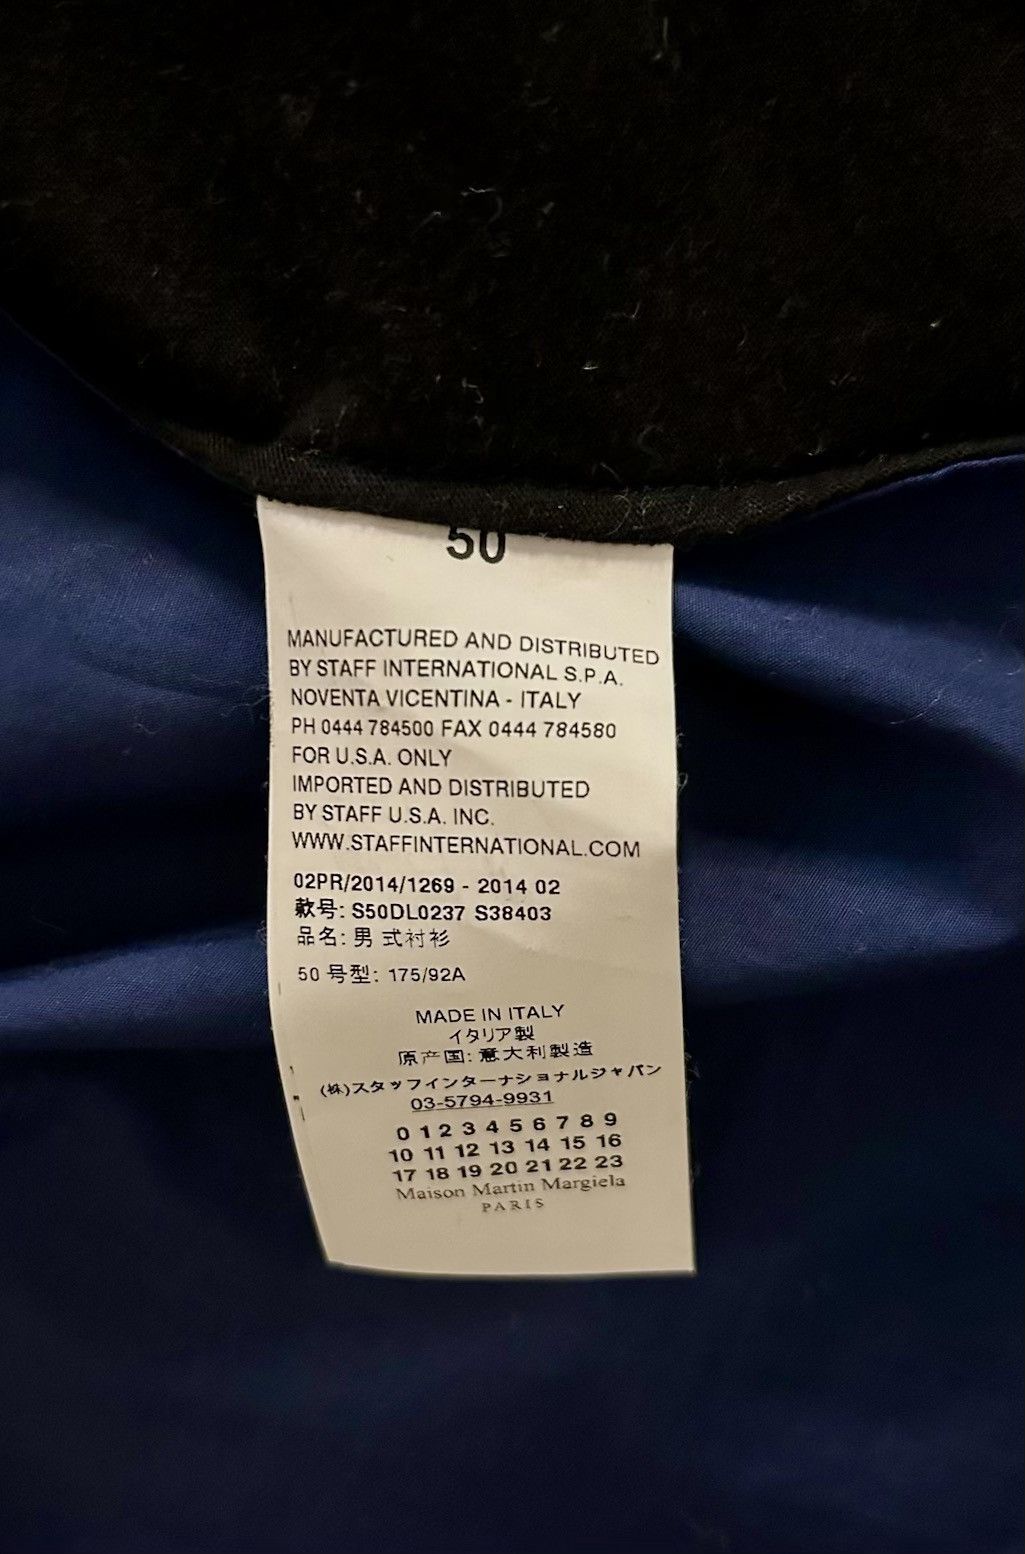 50
MANUFACTURED AND DISTRIBUTED
BY STAFF INTERNATIONAL S.P.A.
NOVENTA VICENTINA - ITALY
PH 0444 784500 FAX 0444 784580
FOR U.S.A. ONLY
IMPORTED AND DISTRIBUTED
BY STAFF U.S.A. INC.
WWW.STAFFINTERNATIONAL.COM
02PR/2014/1269 - 2014 02
款号: S50DL0237 S38403
品名: 男 式衬衫
50 号型: 175/92A
MADE IN ITALY
イタリア製
原产国: 意大利製造
(株)スタッフインターナショナルジャパン
03-5794-9931
0 1 2 3 4 5 6 7 8 9
10 11 12 13 14 15 16
17 18 19 20 21 22 23
Maison Martin Margiela
PARIS